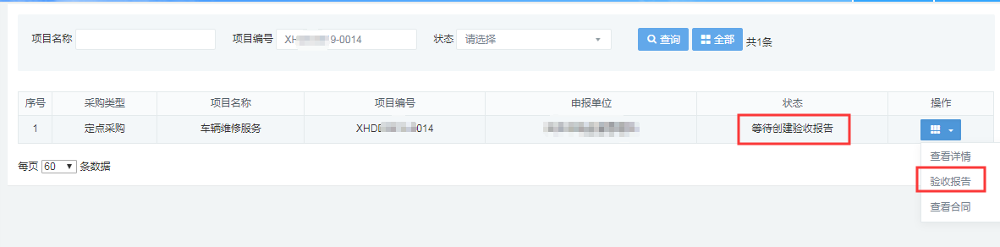 项目名称 项目编号 XH 9-0014 状态 请选择 查询 全部 共1条
序号 采购类型 项目名称 项目编号 申报单位 状态 操作
1 定点采购 车辆维修服务 XHDD 014 等待创建验收报告
查看详情
每页 60 条数据
验收报告
查看合同